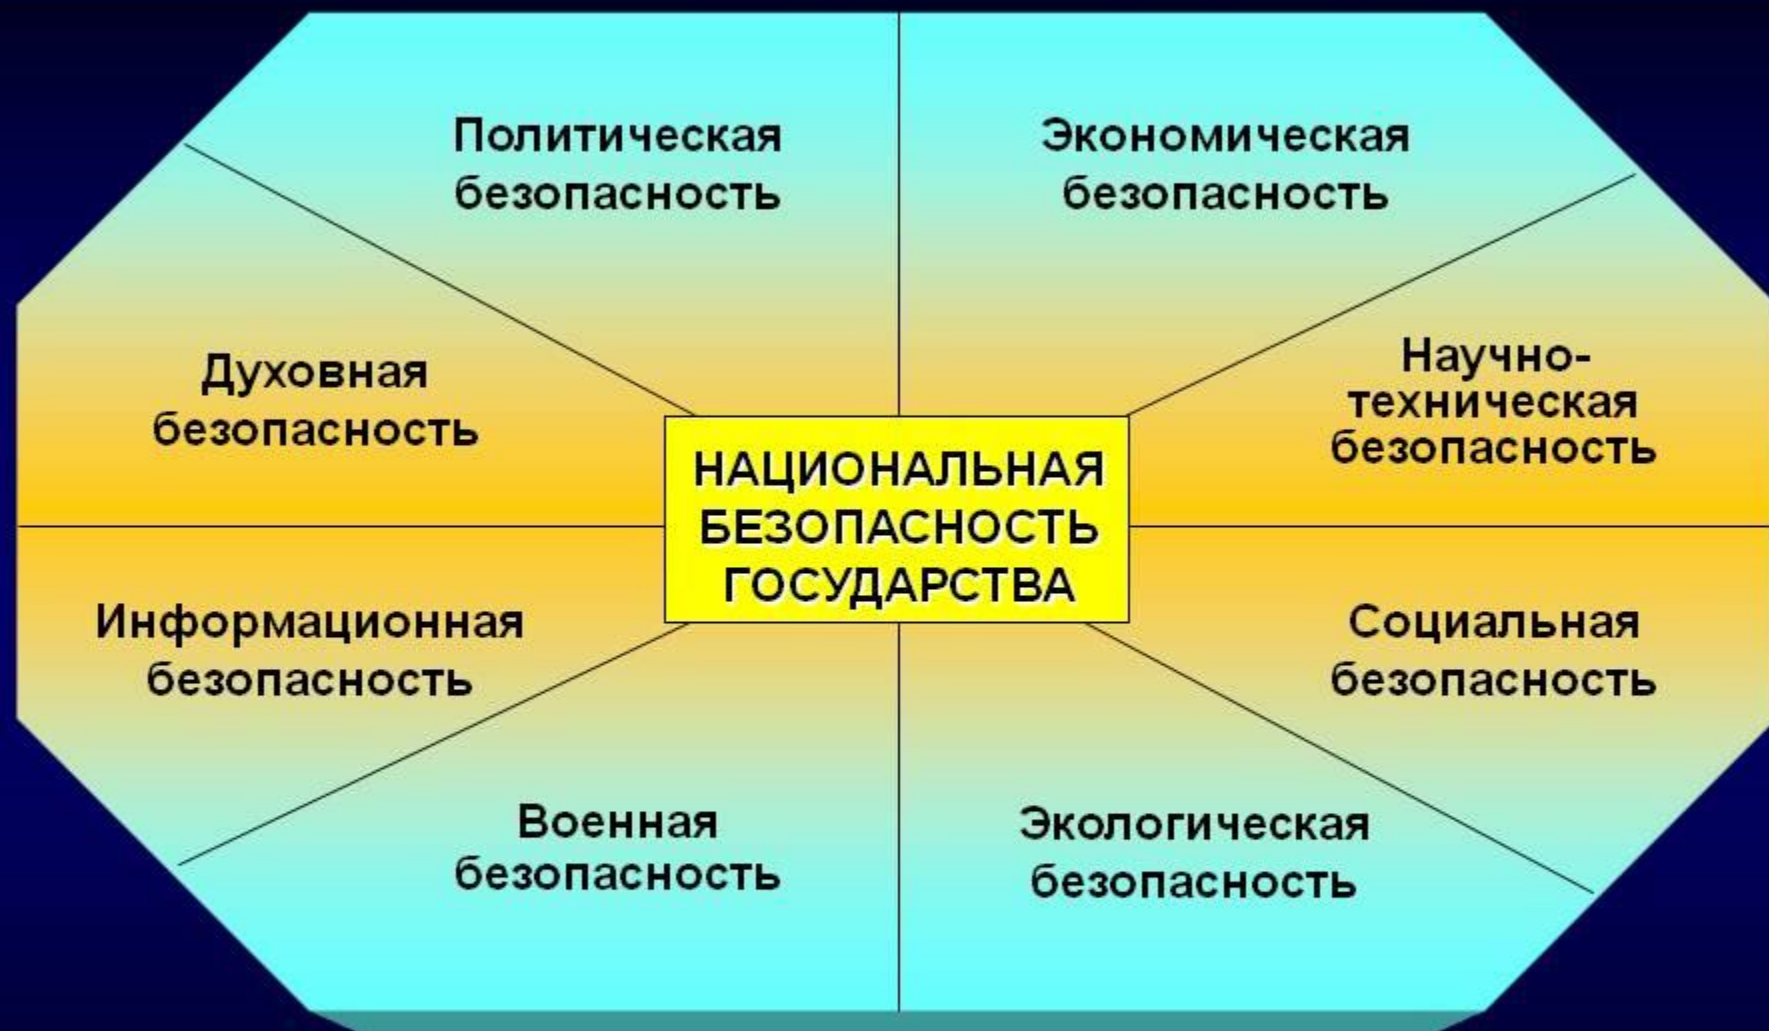 Политическая
безопасность
Экономическая
безопасность
Духовная
безопасность
Научно-
техническая
безопасность
НАЦИОНАЛЬНАЯ
БЕЗОПАСНОСТЬ
ГОСУДАРСТВА
Информационная
безопасность
Социальная
безопасность
Военная
безопасность
Экологическая
безопасность